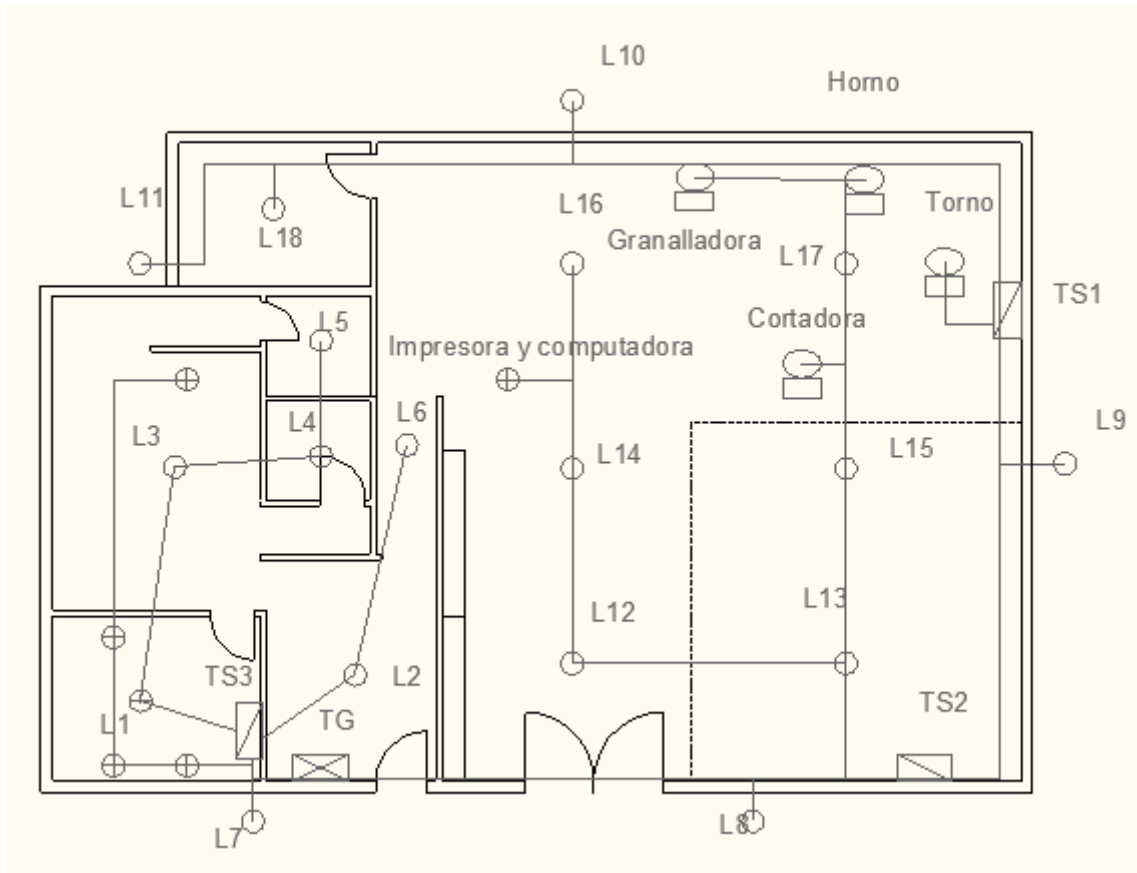 L10
Horno
L11
L16
Torno
L18
Granalladora
L17
TS1
L5
Cortadora
Impresora y computadora
L6
L9
L3
L4
L14
L15
L12
L13
TS3
L2
TS2
L1
TG
L7
L8